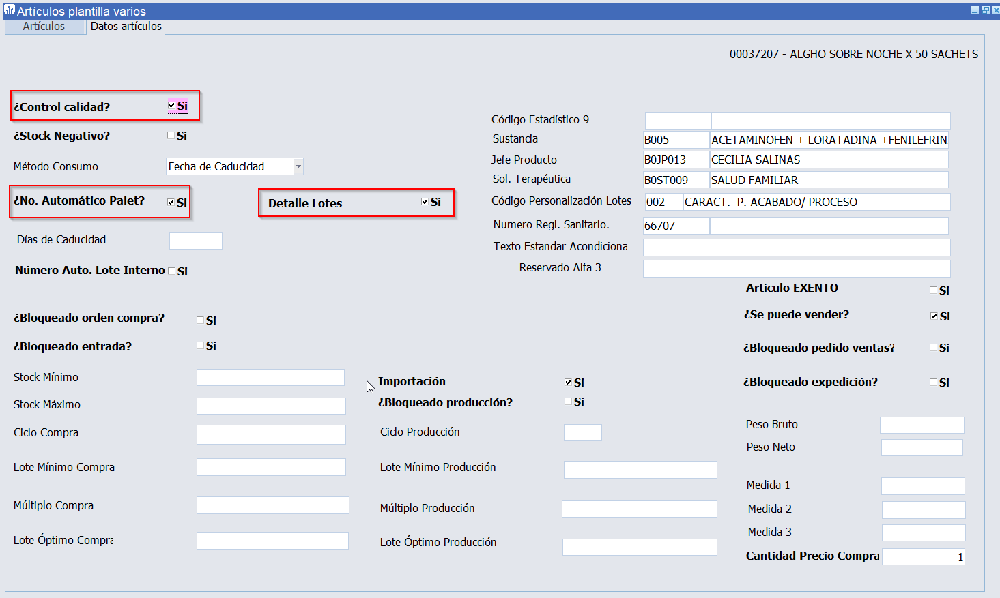 Artículos plantilla varios
Artículos
Datos artículos
00037207 - ALGHO SOBRE NOCHE X 50 SACHETS
¿Control calidad? Si
¿Stock Negativo? Si
Método Consumo Fecha de Caducidad
¿No. Automático Palet? Si
Detalle Lotes Si
Días de Caducidad
Número Auto. Lote Interno Si
Código Estadístico 9
Sustancia B005 ACETAMINOFEN + LORATADINA +FENILEFRIN
Jefe Producto B0JP013 CECILIA SALINAS
Sol. Terapéutica B0ST009 SALUD FAMILIAR
Código Personalización Lotes 002 CARACT. P. ACABADO/ PROCESO
Numero Regi. Sanitario. 66707
Texto Estandar Acondiciona
Reservado Alfa 3
Artículo EXENTO Si
¿Se puede vender? Si
¿Bloqueado pedido ventas? Si
¿Bloqueado expedición? Si
¿Bloqueado orden compra? Si
¿Bloqueado entrada? Si
Stock Mínimo
Stock Máximo
Ciclo Compra
Lote Mínimo Compra
Múltiplo Compra
Lote Óptimo Compra
Importación Si
¿Bloqueado producción? Si
Ciclo Producción
Lote Mínimo Producción
Múltiplo Producción
Lote Óptimo Producción
Peso Bruto
Peso Neto
Medida 1
Medida 2
Medida 3
Cantidad Precio Compra 1